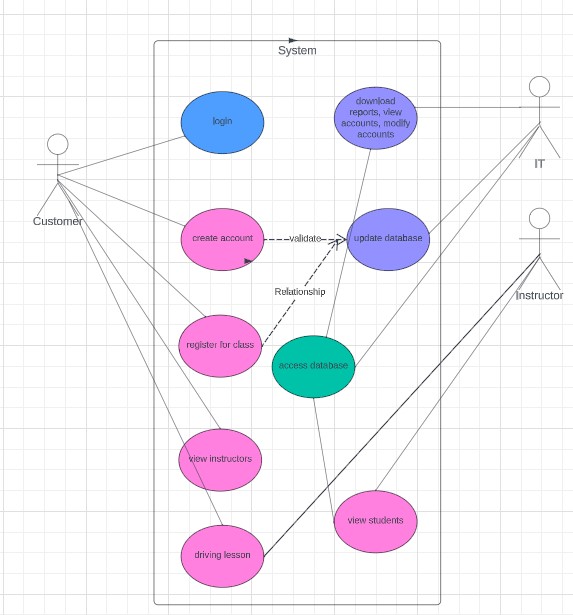 System
login
download
reports, view
accounts, modify
accounts
IT
Customer
create account
validate
update database
Instructor
Relationship
register for class
access database
view instructors
view students
driving lesson